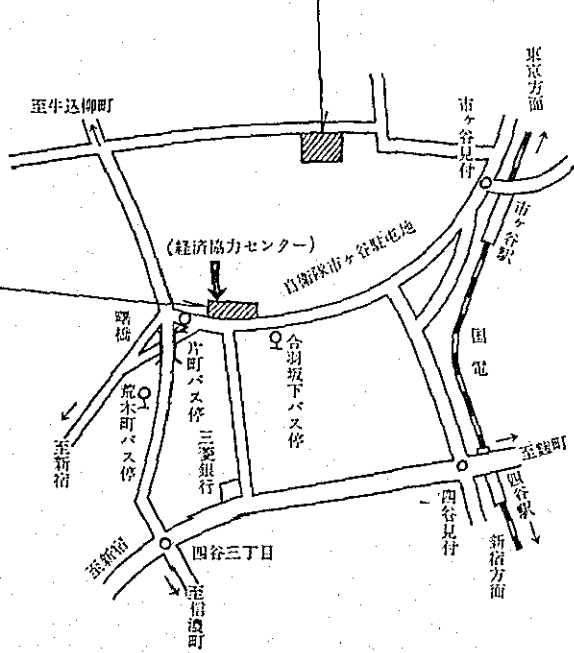 東京方面
至牛込柳町
市ヶ谷見付
市ヶ谷駅
(経済協力センター)
自衛隊市ヶ谷駐屯地
曙橋
片町バス停
合羽坂下バス停
国電
荒木町バス停
至新宿
三菱銀行
至麹町
四谷駅
四谷見付
新宿方面
至新宿
四谷三丁目
至信濃町